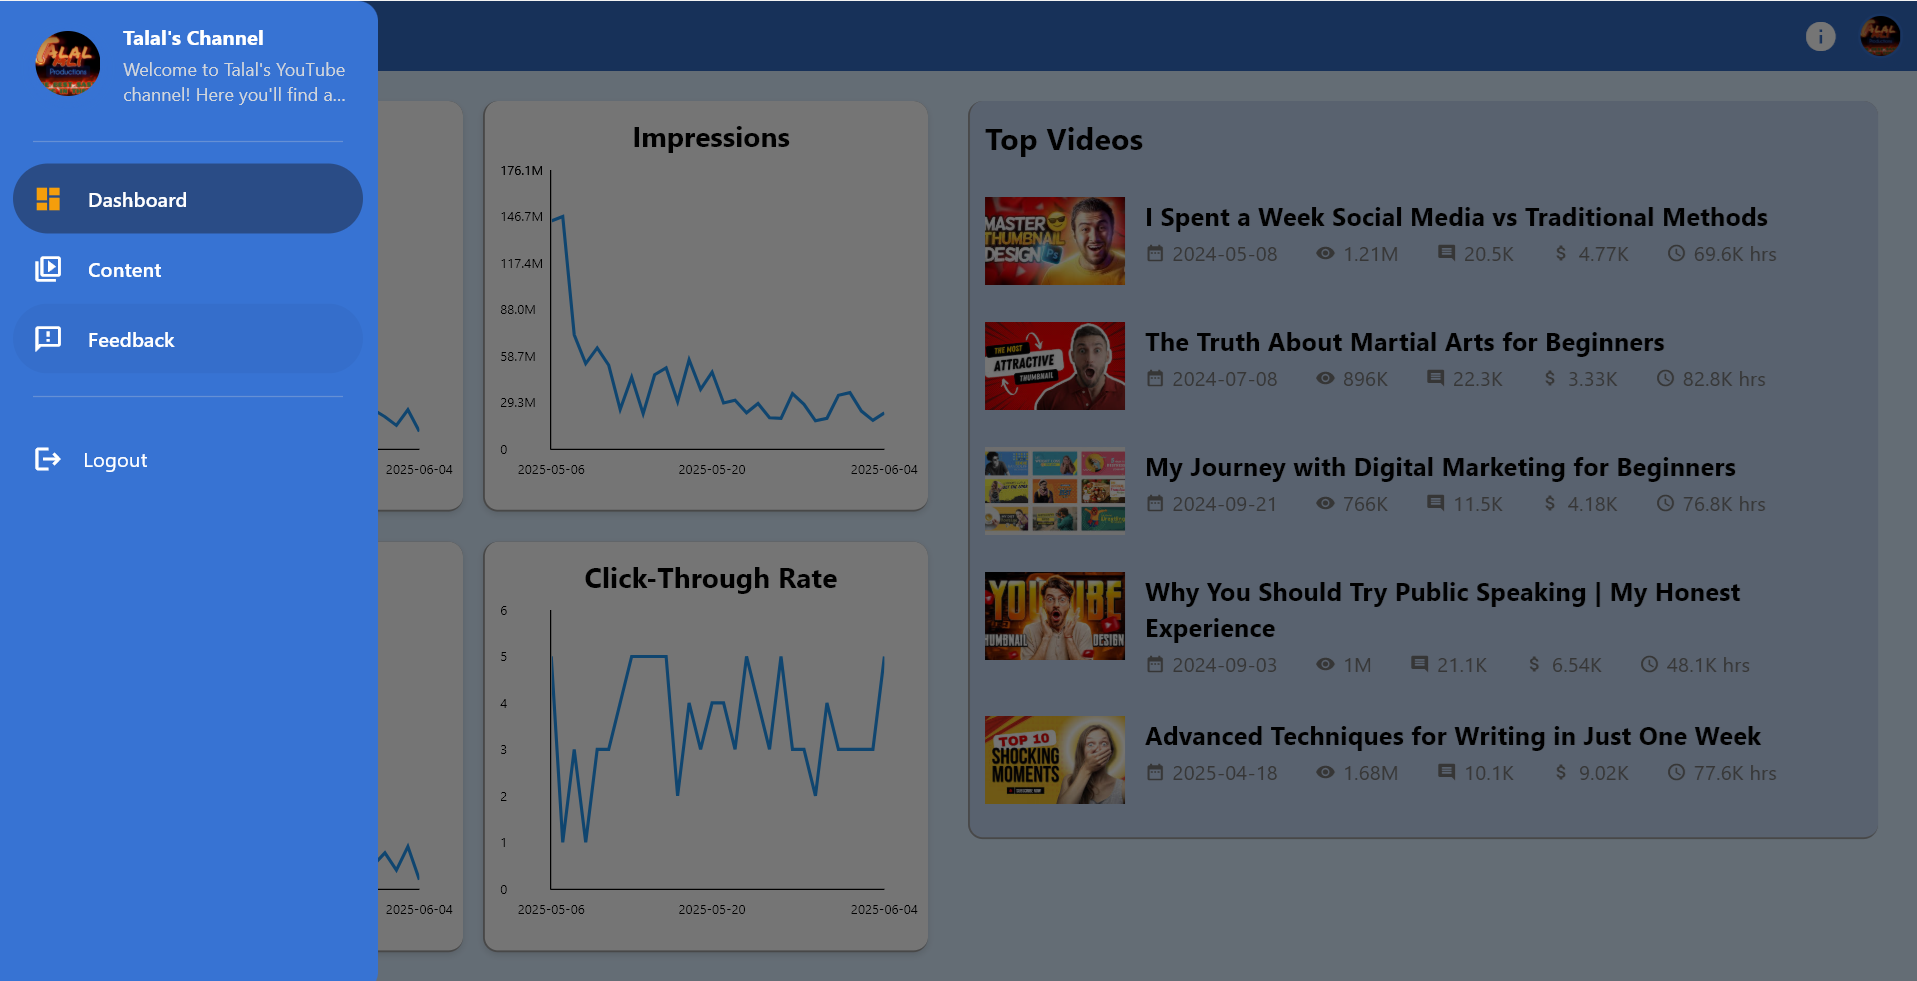 Talal's Channel
Welcome to Talal's YouTube
channel! Here you'll find a...
Dashboard
Content
Feedback
Logout
2025-06-04
2025-06-04
Impressions
176.1M
146.7M
117.4M
88.0M
58.7M
29.3M
0
2025-05-06 2025-05-20 2025-06-04
Click-Through Rate
6
5
4
3
2
1
0
2025-05-06 2025-05-20 2025-06-04
Top Videos
MASTER
THUMBNAIL
DESIGN Ps
I Spent a Week Social Media vs Traditional Methods
2024-05-08 1.21M 20.5K $ 4.77K 69.6K hrs
THE MOST
ATTRACTIVE
THUMBNAIL
The Truth About Martial Arts for Beginners
2024-07-08 896K 22.3K $ 3.33K 82.8K hrs
My Journey with Digital Marketing for Beginners
2024-09-21 766K 11.5K $ 4.18K 76.8K hrs
YOUTUBE
THUMBNAIL DESIGN
Why You Should Try Public Speaking | My Honest
Experience
2024-09-03 1M 21.1K $ 6.54K 48.1K hrs
TOP 10
SHOCKING
MOMENTS
Advanced Techniques for Writing in Just One Week
2025-04-18 1.68M 10.1K $ 9.02K 77.6K hrs